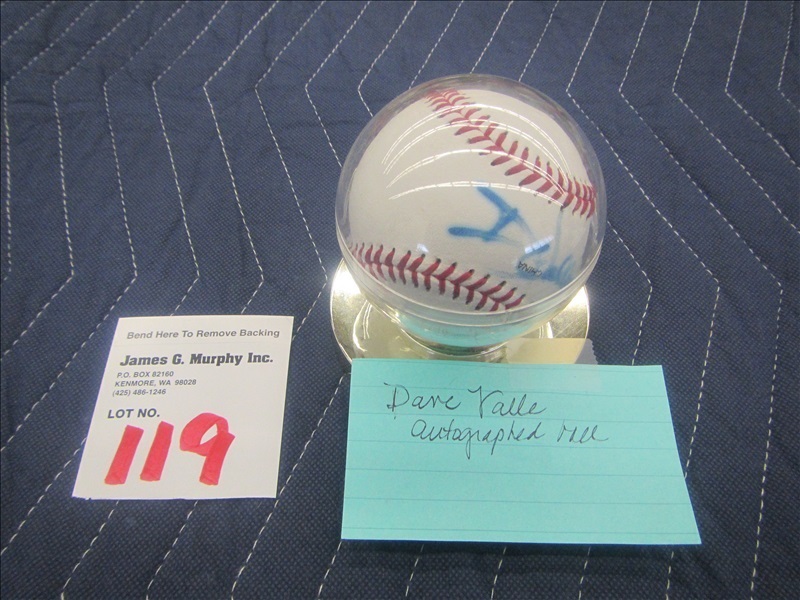 Bend Here To Remove Backing
James G. Murphy Inc.
P.O. BOX 82160
KENMORE, WA 98028
(425) 486-1246
LOT NO.
119
Dave Valle
autographed ball